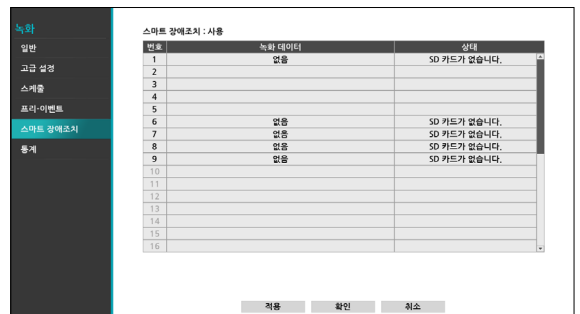 녹화
일반
고급 설정
스케줄
프리-이벤트
스마트 장애조치
통계
스마트 장애조치 : 사용
번호 녹화 데이터 상태
1 없음 SD 카드가 없습니다.
2
3
4
5
6 없음 SD 카드가 없습니다.
7 없음 SD 카드가 없습니다.
8 없음 SD 카드가 없습니다.
9 없음 SD 카드가 없습니다.
10
11
12
13
14
15
16
적용 확인 취소